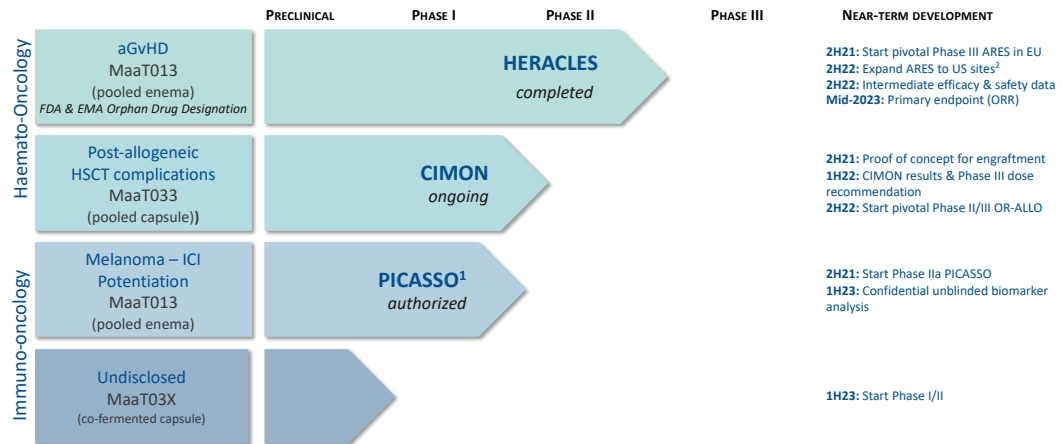 PRECLINICAL PHASE I PHASE II PHASE III NEAR-TERM DEVELOPMENT
Haemato-Oncology
aGvHD
MaaT013
(pooled enema)
FDA & EMA Orphan Drug Designation
HERACLES
completed
2H21: Start pivotal Phase III ARES in EU
2H22: Expand ARES to US sites2
2H22: Intermediate efficacy & safety data
Mid-2023: Primary endpoint (ORR)
Post-allogeneic
HSCT complications
MaaT033
(pooled capsule))
CIMON
ongoing
2H21: Proof of concept for engraftment
1H22: CIMON results & Phase III dose
recommendation
2H22: Start pivotal Phase II/III OR-ALLO
Immuno-oncology
Melanoma – ICI
Potentiation
MaaT013
(pooled enema)
PICASSO1
authorized
2H21: Start Phase IIa PICASSO
1H23: Confidential unblinded biomarker
analysis
Undisclosed
MaaT03X
(co-fermented capsule)
1H23: Start Phase I/II